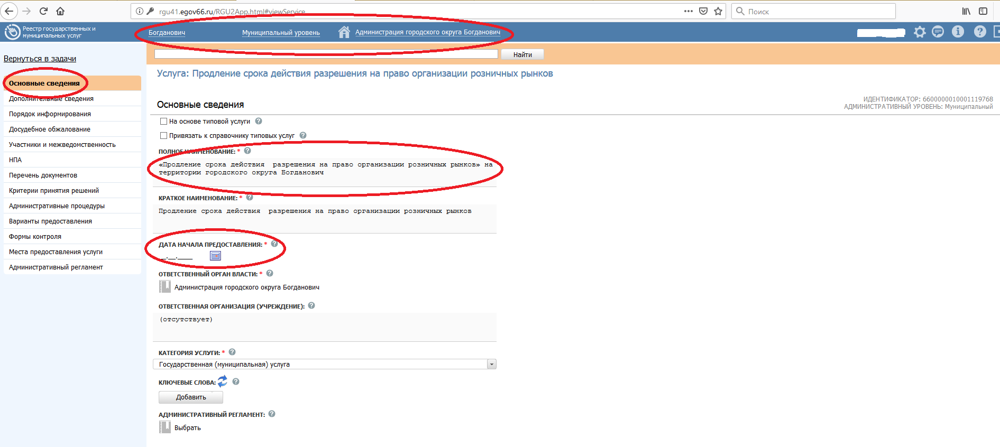 rgu41.egov66.ru/RGU2App.html#viewService
Поиск
Реестр государственных и
муниципальных услуг
Богданович
Муниципальный уровень
Администрация городского округа Богданович
Вернуться в задачи
Найти
Основные сведения
Дополнительные сведения
Порядок информирования
Досудебное обжалование
Участники и межведомственность
НПА
Перечень документов
Критерии принятия решений
Административные процедуры
Варианты предоставления
Формы контроля
Места предоставления услуги
Административный регламент
Услуга: Продление срока действия разрешения на право организации розничных рынков
Основные сведения
ИДЕНТИФИКАТОР: 6600000010001119768
АДМИНИСТРАТИВНЫЙ УРОВЕНЬ: Муниципальный
На основе типовой услуги
Привязать к справочнику типовых услуг
ПОЛНОЕ НАИМЕНОВАНИЕ: *
«Продление срока действия  разрешения на право организации розничных рынков» на
территории городского округа Богданович
КРАТКОЕ НАИМЕНОВАНИЕ: *
Продление срока действия  разрешения на право организации розничных рынков
ДАТА НАЧАЛА ПРЕДОСТАВЛЕНИЯ: *
__.__.____
ОТВЕТСТВЕННЫЙ ОРГАН ВЛАСТИ: *
Администрация городского округа Богданович
ОТВЕТСТВЕННАЯ ОРГАНИЗАЦИЯ (УЧРЕЖДЕНИЕ):
(отсутствует)
КАТЕГОРИЯ УСЛУГИ: *
Государственная (муниципальная) услуга
КЛЮЧЕВЫЕ СЛОВА:
Добавить
АДМИНИСТРАТИВНЫЙ РЕГЛАМЕНТ:
Выбрать